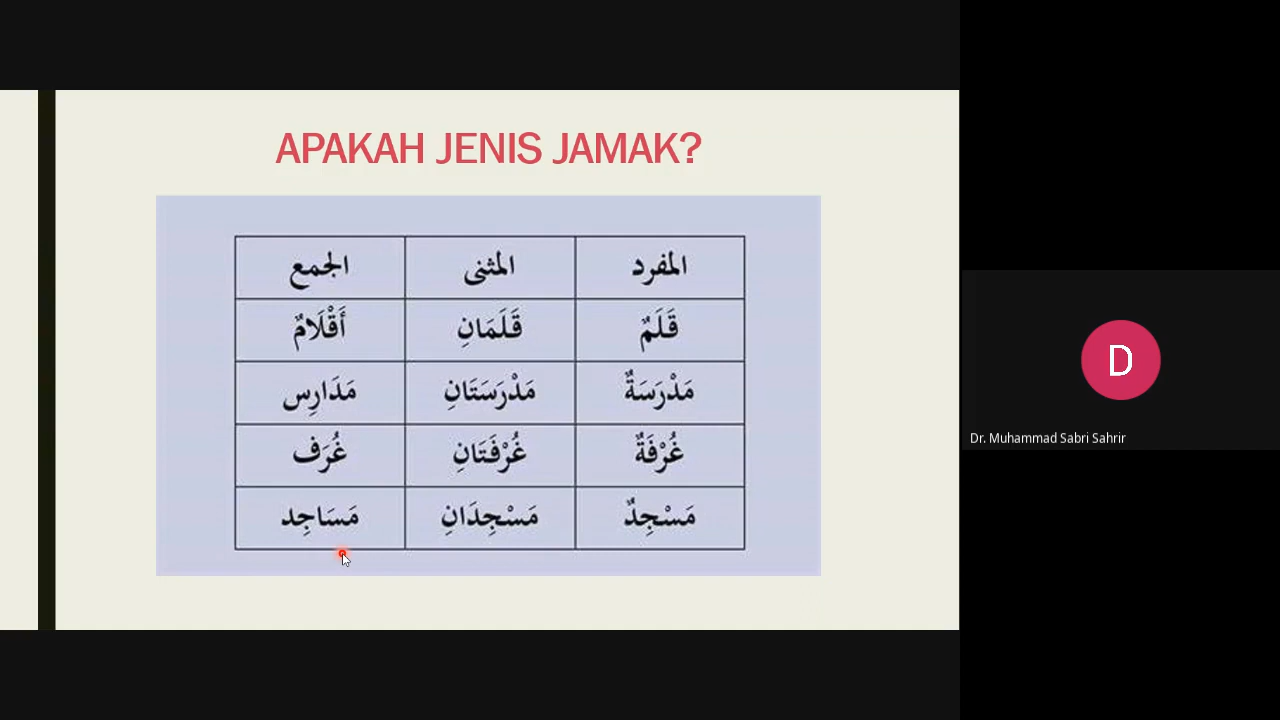 APAKAH JENIS JAMAK?
المفرد المثنى الجمع
قَلَمٌ قَلَمَانِ أَقْلَامٌ
مَدْرَسَةٌ مَدْرَسَتَانِ مَدَارِس
غُرْفَةٌ غُرْفَتَانِ غُرَف
مَسْجِدٌ مَسْجِدَانِ مَسَاجِد
D
Dr. Muhammad Sabri Sahrir